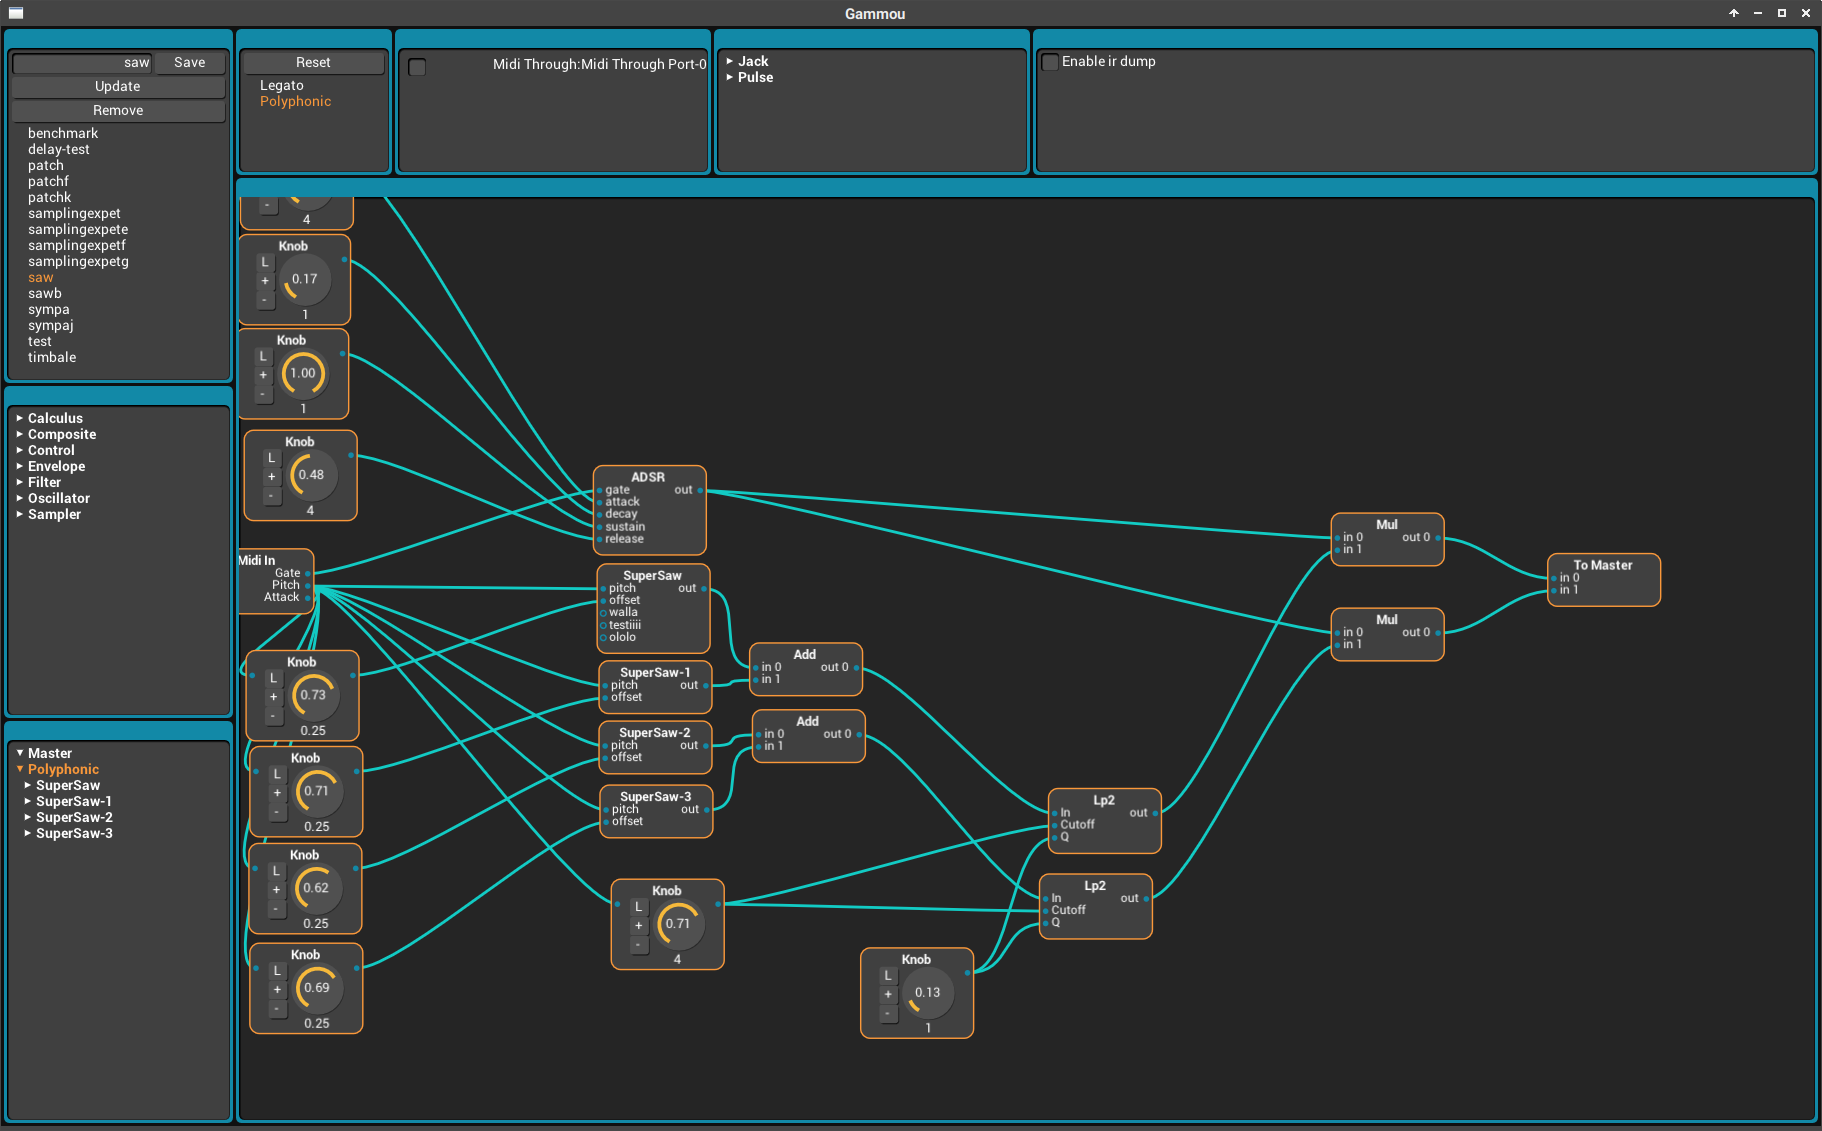 Gammou
saw Save
Update
Remove
benchmark
delay-test
patch
patchf
patchk
samplingexpet
samplingexpete
samplingexpetf
samplingexpetg
saw
sawb
sympa
sympaj
test
timbale
Reset
Legato
Polyphonic
Midi Through:Midi Through Port-0
Jack
Pulse
Enable ir dump
Calculus
Composite
Control
Envelope
Filter
Oscillator
Sampler
Master
Polyphonic
SuperSaw
SuperSaw-1
SuperSaw-2
SuperSaw-3
-
4
Knob
L
+ 0.17
-
1
Knob
L
+ 1.00
-
1
Knob
L
+ 0.48
-
4
Midi In
Gate
Pitch
Attack
Knob
L
+ 0.73
-
0.25
Knob
L
+ 0.71
-
0.25
Knob
L
+ 0.62
-
0.25
Knob
L
+ 0.69
-
0.25
ADSR
gate out
attack
decay
sustain
release
SuperSaw
pitch out
offset
walla
testiiii
ololo
SuperSaw-1
pitch out
offset
SuperSaw-2
pitch out
offset
SuperSaw-3
pitch out
offset
Add
in 0 out 0
in 1
Add
in 0 out 0
in 1
Knob
L
+ 0.71
-
4
Knob
L
+ 0.13
-
1
Lp2
In out
Cutoff
Q
Lp2
In out
Cutoff
Q
Mul
in 0 out 0
in 1
Mul
in 0 out 0
in 1
To Master
in 0
in 1